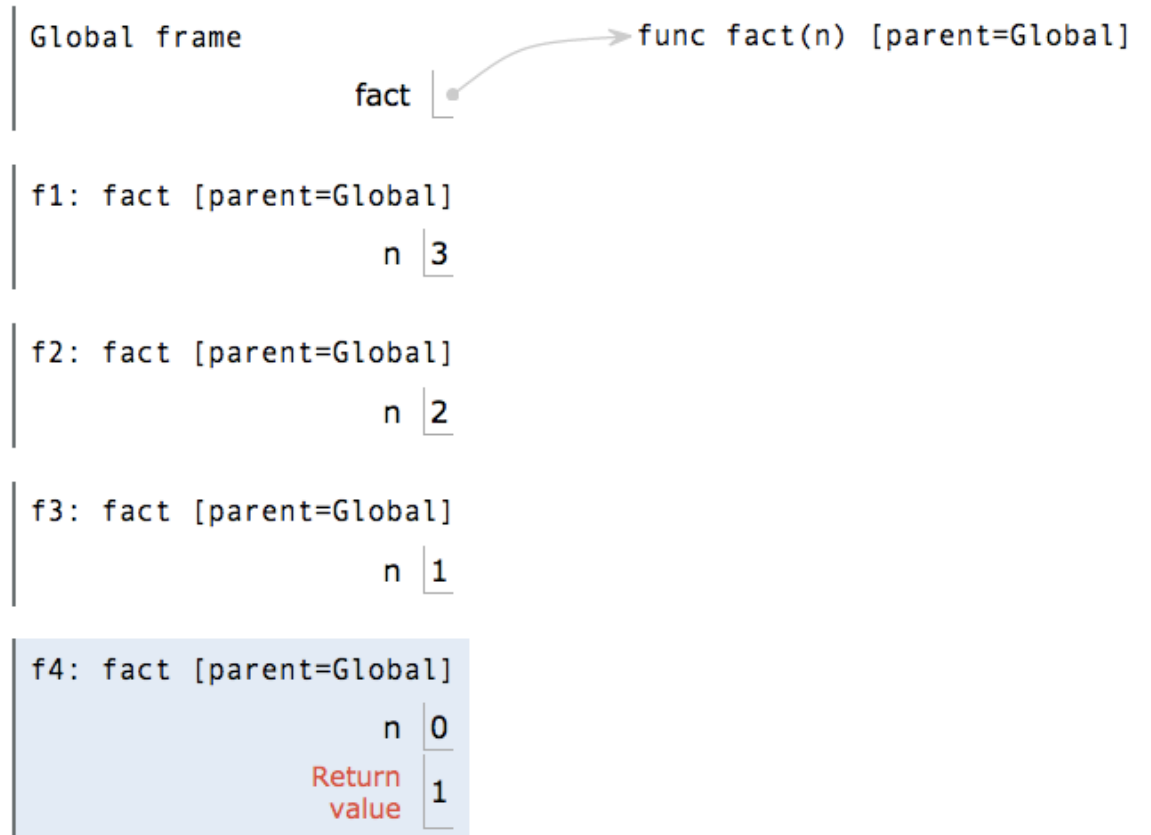 Global frame
func fact(n) [parent=Global]
fact
f1: fact [parent=Global]
n 3
f2: fact [parent=Global]
n 2
f3: fact [parent=Global]
n 1
f4: fact [parent=Global]
n 0
Return
value 1